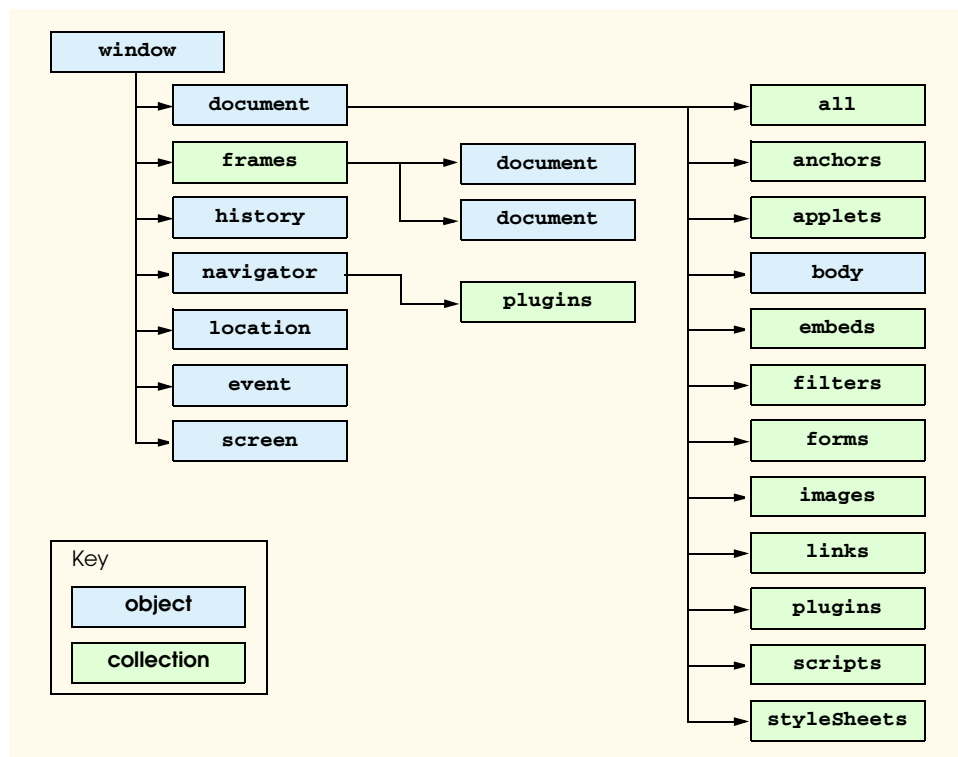 window
document
frames
history
navigator
location
event
screen
document
document
plugins
all
anchors
applets
body
embeds
filters
forms
images
links
plugins
scripts
styleSheets
Key
object
collection